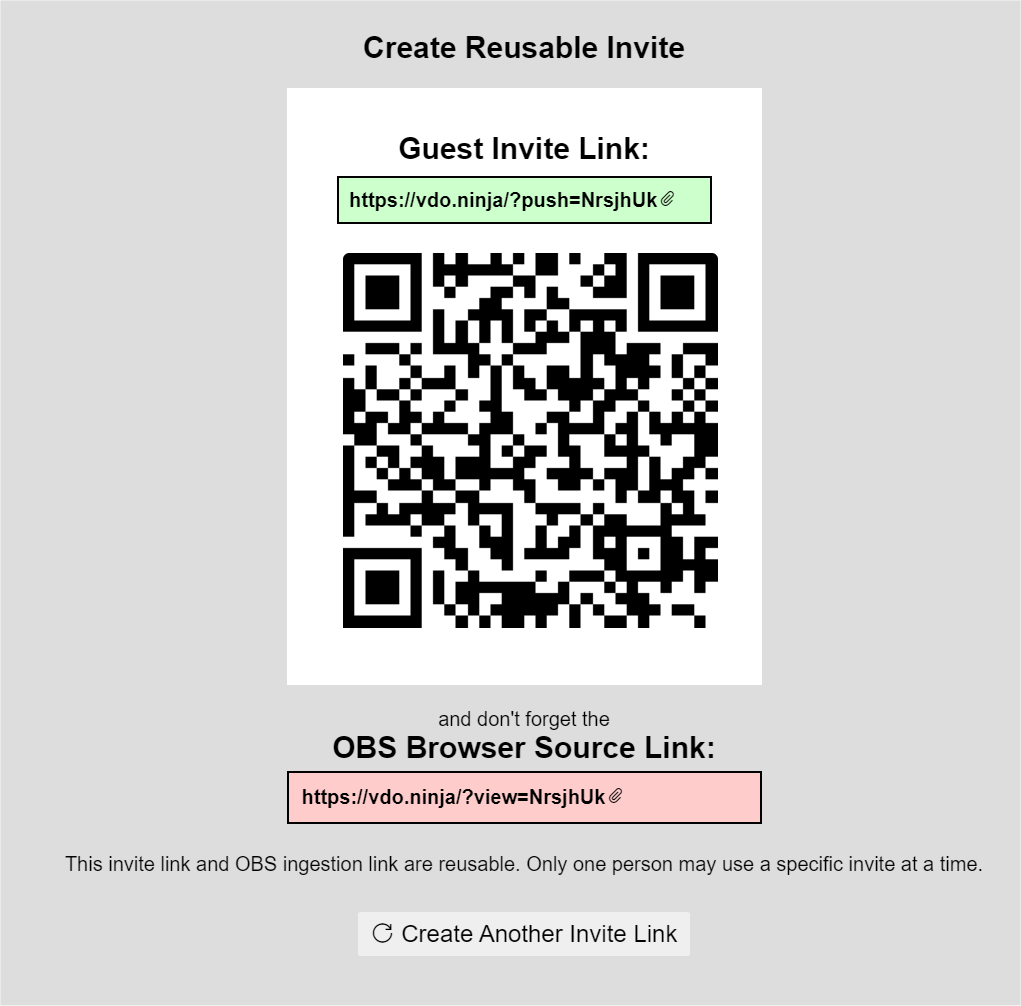 Create Reusable Invite
Guest Invite Link:
https://vdo.ninja/?push=NrsjhUk
and don't forget the
OBS Browser Source Link:
https://vdo.ninja/?view=NrsjhUk
This invite link and OBS ingestion link are reusable. Only one person may use a specific invite at a time.
Create Another Invite Link